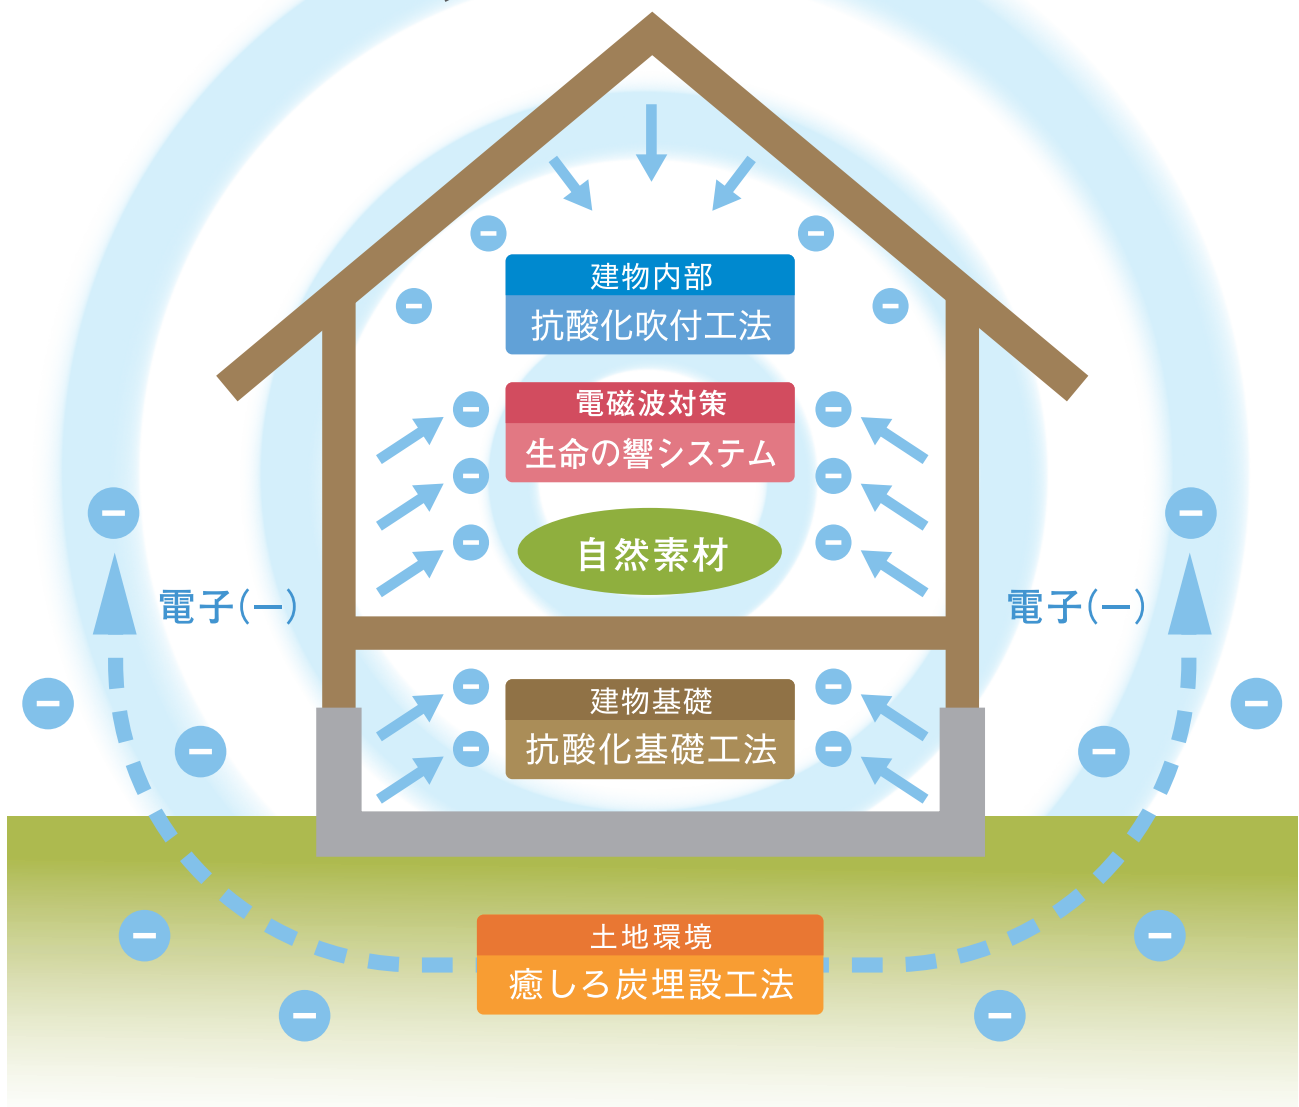 建物内部
抗酸化吹付工法
電磁波対策
生命の響システム
自然素材
電子(ー)
電子(ー)
建物基礎
抗酸化基礎工法
土地環境
癒しろ炭埋設工法